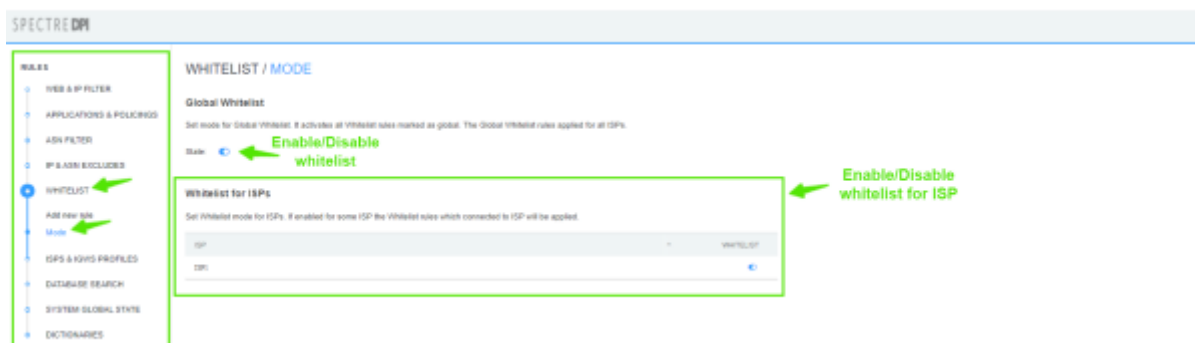 SPECTRE DPI
RULES
WEB & IP FILTER
APPLICATIONS & POLICINGS
ASN FILTER
IP & ASN EXCLUDES
WHITELIST
Add new rule
Mode
ISPS & IGWS PROFILES
DATABASE SEARCH
SYSTEM GLOBAL STATE
DICTIONARIES
WHITELIST / MODE
Global Whitelist
Set mode for Global Whitelist. It activates all Whitelist rules marked as global. The Global Whitelist rules applied for all ISPs.
State
Enable/Disable
whitelist
Whitelist for ISPs
Set Whitelist mode for ISPs. If enabled for some ISP the Whitelist rules which connected to ISP will be applied.
ISP
WHITELIST
Enable/Disable
whitelist for ISP